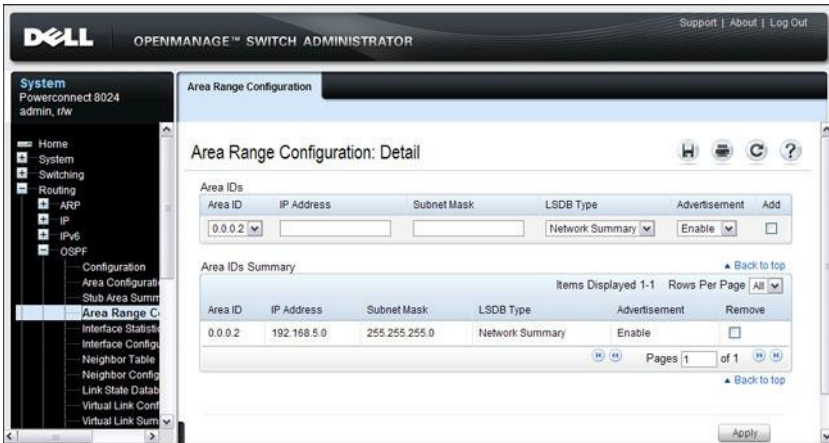 Support | About | Log Out
DELL
OPENMANAGE™ SWITCH ADMINISTRATOR
System
Powerconnect 8024
admin, r/w
Area Range Configuration
Home
System
Switching
Routing
ARP
IP
IPv6
OSPF
Configuration
Area Configurati
Stub Area Summ
Area Range C
Interface Statistic
Interface Configu
Neighbor Table
Neighbor Config
Link State Datab
Virtual Link Conf
Virtual Link Sum
Area Range Configuration: Detail
Area IDs
Area ID IP Address Subnet Mask LSDB Type Advertisement Add
0.0.0.2 Network Summary Enable
Area IDs Summary
Back to top
Items Displayed 1-1 Rows Per Page All
Area ID IP Address Subnet Mask LSDB Type Advertisement Remove
0.0.0.2 192.168.5.0 255.255.255.0 Network Summary Enable
Pages 1 of 1
Back to top
Apply